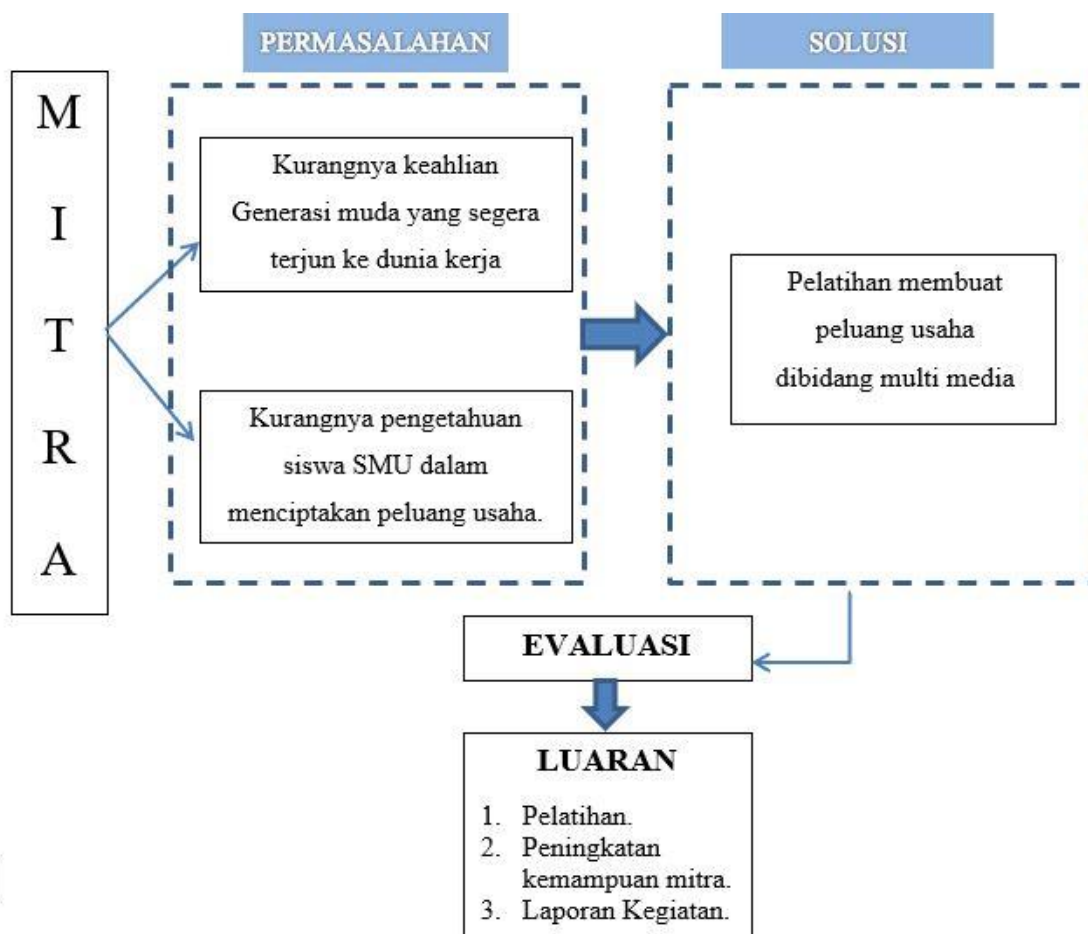 PERMASALAHAN
SOLUSI
M
I
T
R
A
Kurangnya keahlian
Generasi muda yang segera
terjun ke dunia kerja
Kurangnya pengetahuan
siswa SMU dalam
menciptakan peluang usaha.
Pelatihan membuat
peluang usaha
dibidang multi media
EVALUASI
LUARAN
1. Pelatihan.
2. Peningkatan
kemampuan mitra.
3. Laporan Kegiatan.